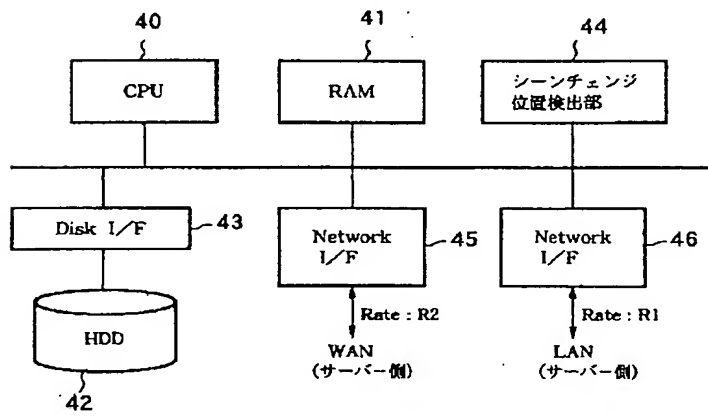 40
CPU
41
RAM
44
シーンチェンジ
位置検出部
Disk I/F
43
Network
I/F
45
Network
I/F
46
HDD
42
Rate : R2
WAN
(サーバー側)
Rate : R1
LAN
(サーバー側)